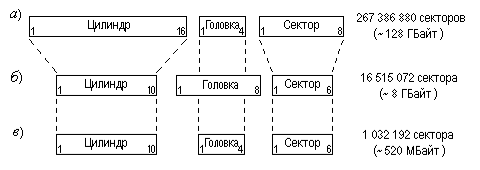 а) Цилиндр 1 16 Головка 1 4 Сектор 1 8 267 386 880 секторов
(~ 128 ГБайт )
б) Цилиндр 1 10 Головка 1 8 Сектор 1 6 16 515 072 сектора
(~ 8 ГБайт )
в) Цилиндр 1 10 Головка 1 4 Сектор 1 6 1 032 192 сектора
(~ 520 МБайт )